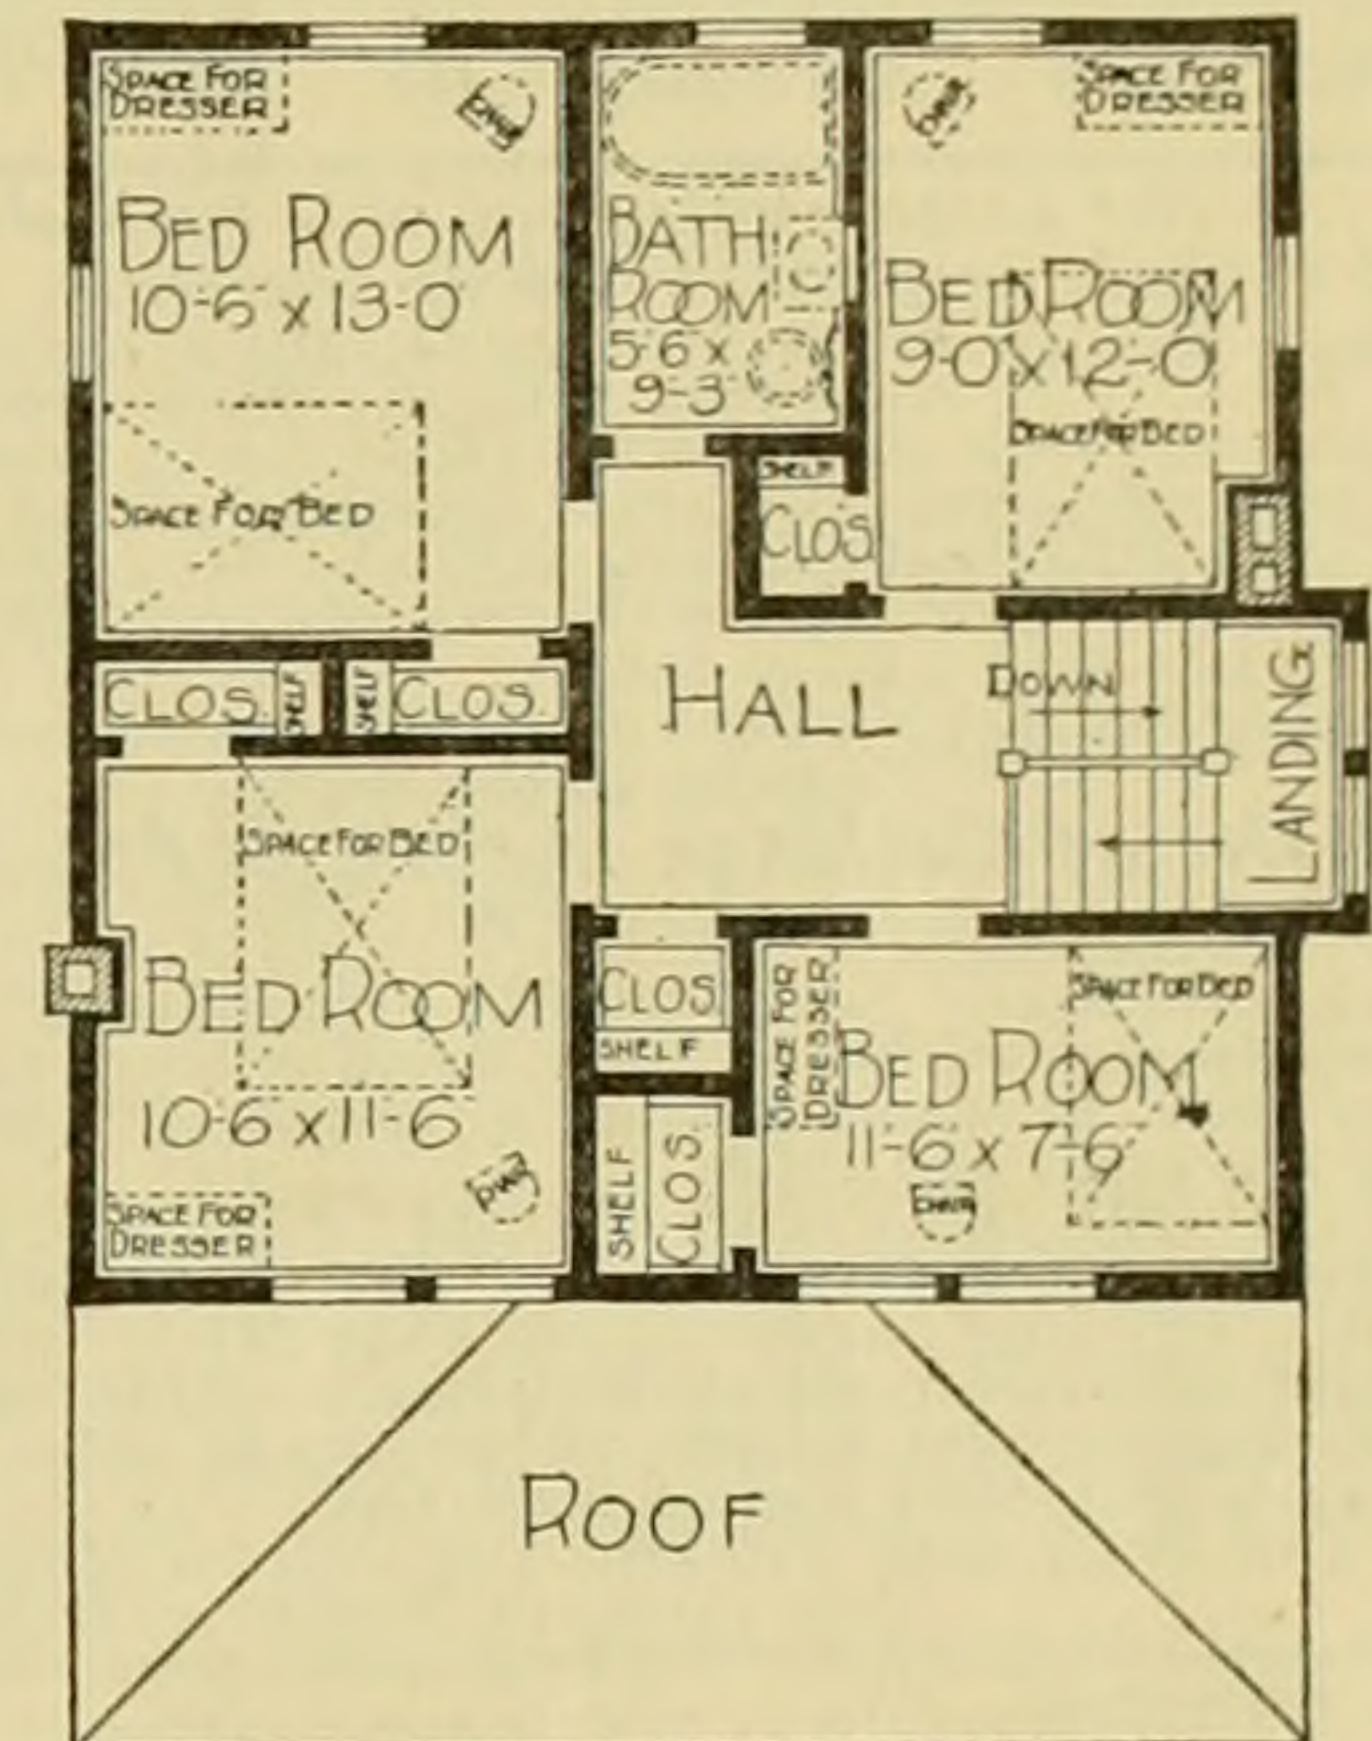 SPACE FOR
DRESSER
CHAIR
BED ROOM
10-6 x 13-0
SPACE FOR BED
BATH
ROOM
5-6 x
9-3
CHAIR
SPACE FOR
DRESSER
BED ROOM
9-0 x 12-0
SPACE FOR BED
SHELF
CLOS.
CLOS.
SHELF
SHELF
CLOS.
HALL
DOWN
LANDING
SPACE FOR BED
BED ROOM
10-6 x 11-6
CHAIR
SPACE FOR
DRESSER
CLOS.
SHELF
SHELF
CLOS.
SPACE FOR
DRESSER
SPACE FOR BED
BED ROOM
11-6 x 7-6
CHAIR
ROOF